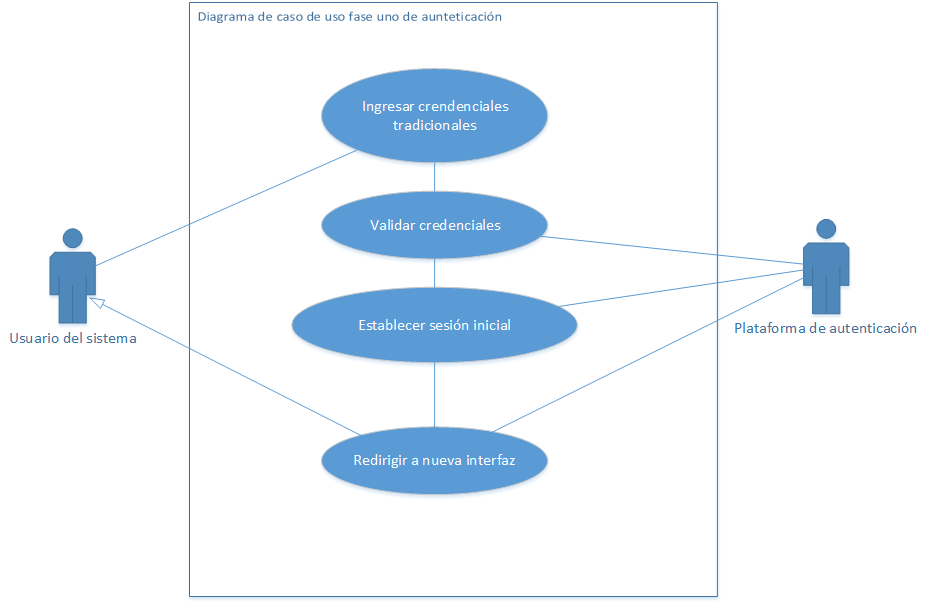 Diagrama de caso de uso fase uno de aunteticación
Ingresar crendenciales
tradicionales
Validar credenciales
Establecer sesión inicial
Redirigir a nueva interfaz
Usuario del sistema
Plataforma de autenticación